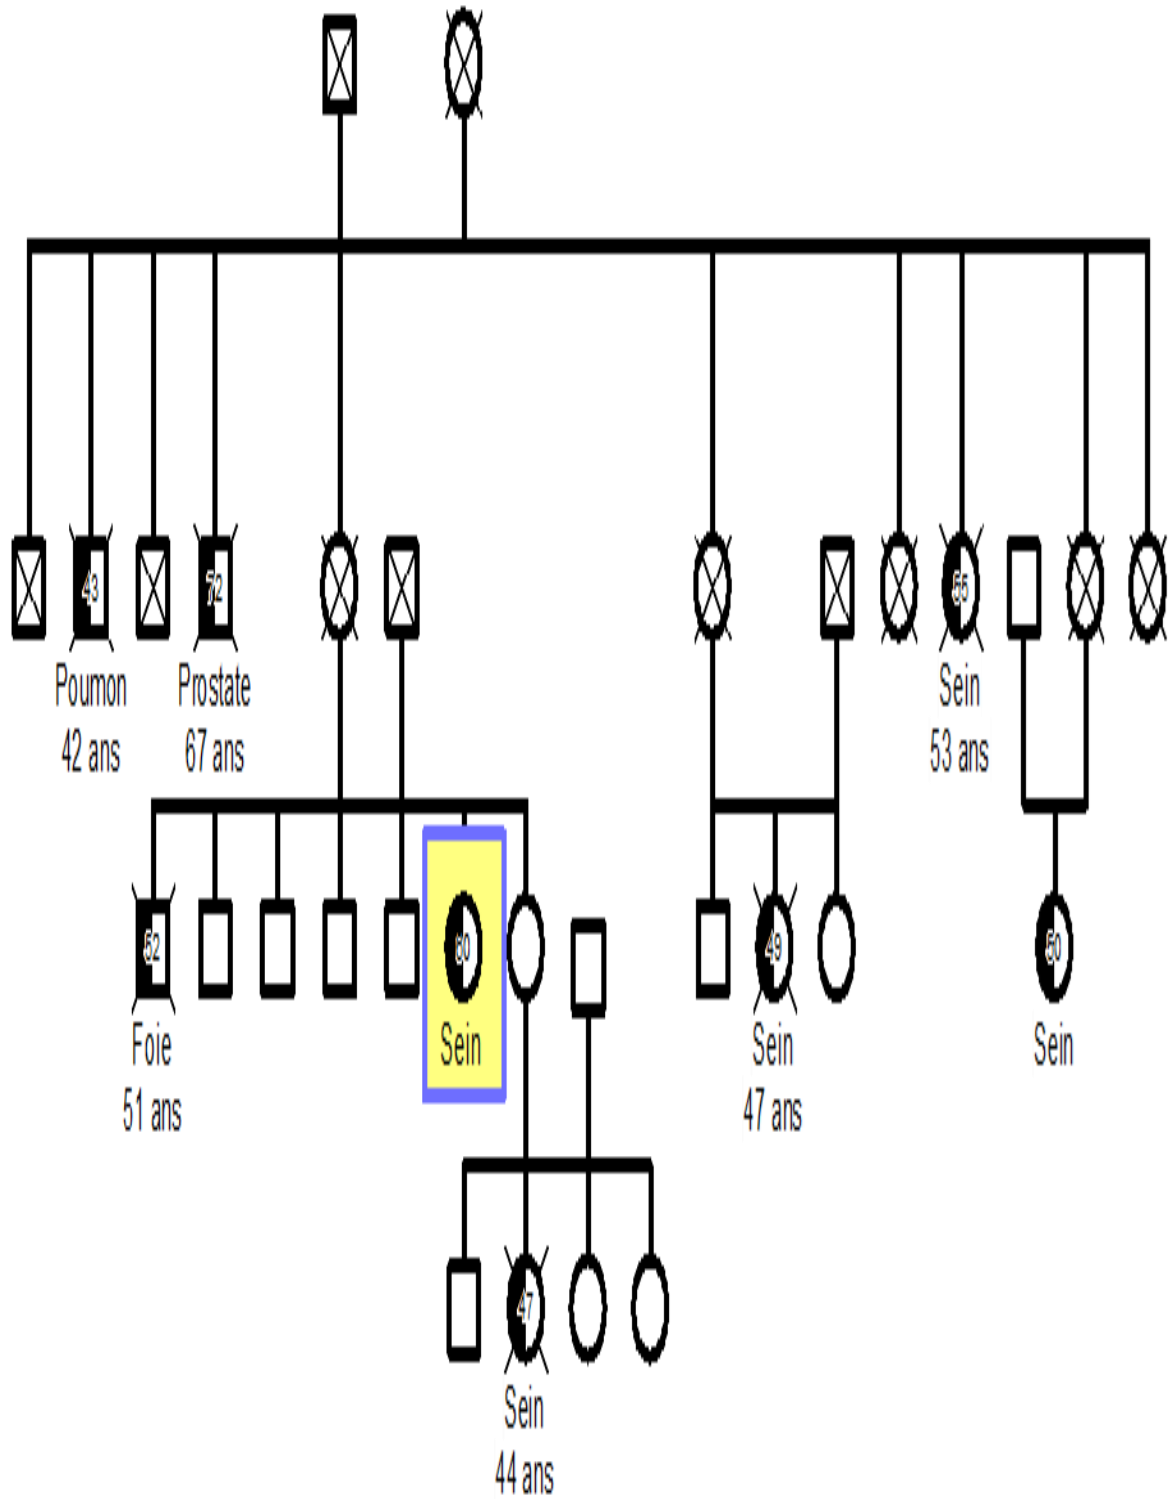 43
72
55
Poumon
Prostate
Sein
42 ans
67 ans
53 ans
52
60
49
50
Foie
Sein
Sein
Sein
51 ans
47 ans
47
Sein
44 ans